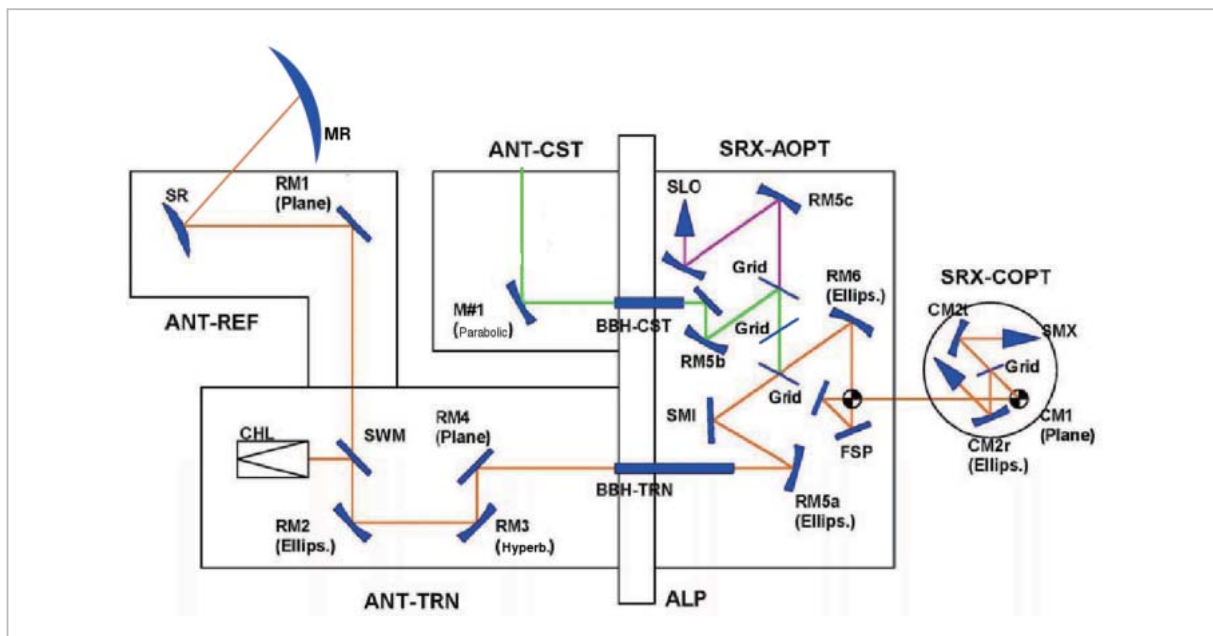 MR
ANT-CST
SRX-AOPT
SR
RM1
(Plane)
SLO
RM5c
Grid
RM6
(Ellips.)
SRX-COPT
ANT-REF
M#1
(Parabolic)
BBH-CST
RM5b
Grid
CM2t
SMX
Grid
CHL
SWM
RM4
(Plane)
SMI
Grid
FSP
CM1
(Plane)
CM2r
(Ellips.)
BBH-TRN
RM5a
(Ellips.)
RM2
(Ellips.)
RM3
(Hyperb.)
ANT-TRN
ALP